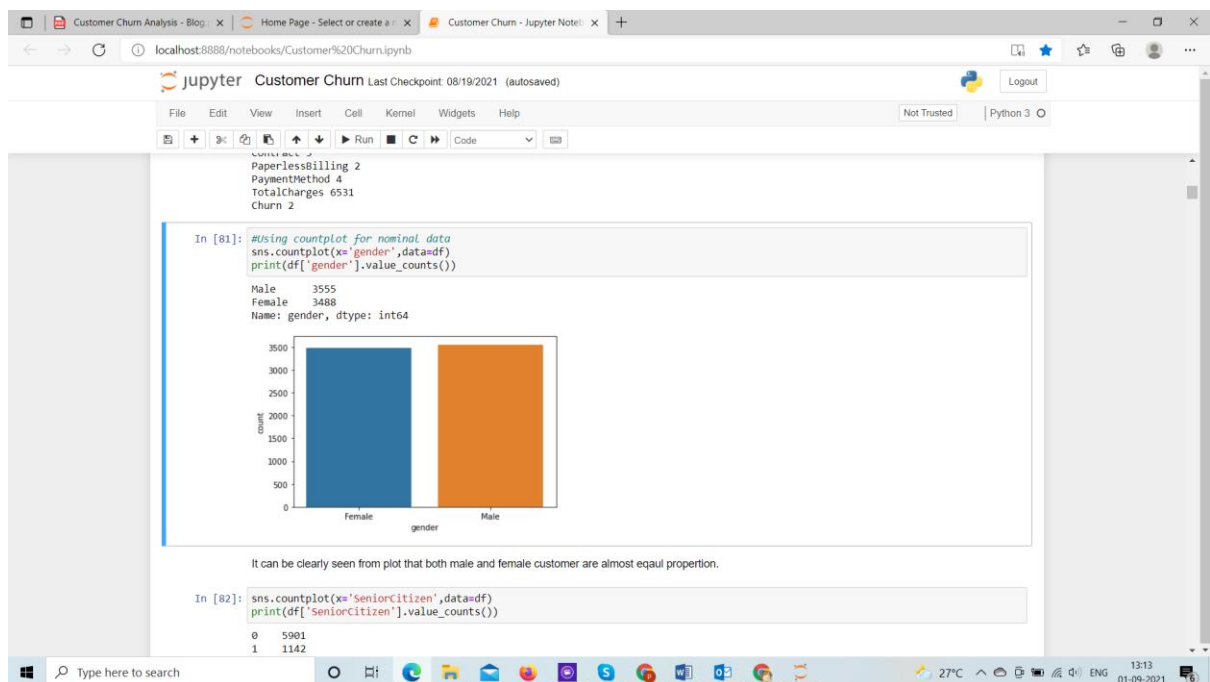 Customer Churn Analysis - Blog.
Home Page - Select or create a n
Customer Churn - Jupyter Noteb
localhost:8888/notebooks/Customer%20Churn.ipynb
jupyter Customer Churn Last Checkpoint: 08/19/2021 (autosaved)
Logout
File Edit View Insert Cell Kernel Widgets Help
Not Trusted Python 3
Run Code
PaperlessBilling 2
PaymentMethod 4
TotalCharges 6531
Churn 2
In [81]: #Using countplot for nominal data
sns.countplot(x='gender',data=df)
print(df['gender'].value_counts())
Male 3555
Female 3488
Name: gender, dtype: int64
3500
3000
2500
2000
1500
1000
500
0
count
Female Male
gender
It can be clearly seen from plot that both male and female customer are almost eqaul propertion.
In [82]: sns.countplot(x='SeniorCitizen',data=df)
print(df['SeniorCitizen'].value_counts())
0 5901
1 1142
Type here to search
27°C ENG 13:13
01-09-2021